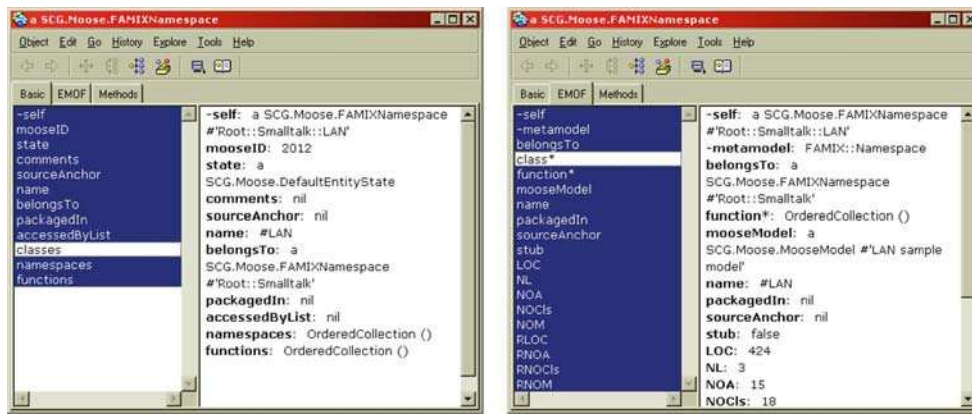 a SCG.Moose.FAMIXNamespace
Object Edit Go History Explore Tools Help
Basic EMOF Methods
-self
mooseID
state
comments
sourceAnchor
name
belongsTo
packagedIn
accessedByList
classes
namespaces
functions
-self: a SCG.Moose.FAMIXNamespace
#'Root::Smalltalk::LAN'
mooseID: 2012
state: a
SCG.Moose.DefaultEntityState
comments: nil
sourceAnchor: nil
name: #LAN
belongsTo: a
SCG.Moose.FAMIXNamespace
#'Root::Smalltalk'
packagedIn: nil
accessedByList: nil
namespaces: OrderedCollection ()
functions: OrderedCollection ()
a SCG.Moose.FAMIXNamespace
Object Edit Go History Explore Tools Help
Basic EMOF Methods
-self
-metamodel
belongsTo
class*
function*
mooseModel
name
packagedIn
sourceAnchor
stub
LOC
NL
NOA
NOCls
NOM
RLOC
RNOA
RNOCls
RNOM
-self: a SCG.Moose.FAMIXNamespace
#'Root::Smalltalk::LAN'
-metamodel: FAMIX::Namespace
belongsTo: a
SCG.Moose.FAMIXNamespace
#'Root::Smalltalk'
function*: OrderedCollection ()
mooseModel: a
SCG.Moose.MooseModel #'LAN sample
model'
name: #LAN
packagedIn: nil
sourceAnchor: nil
stub: false
LOC: 424
NL: 3
NOA: 15
NOCls: 18